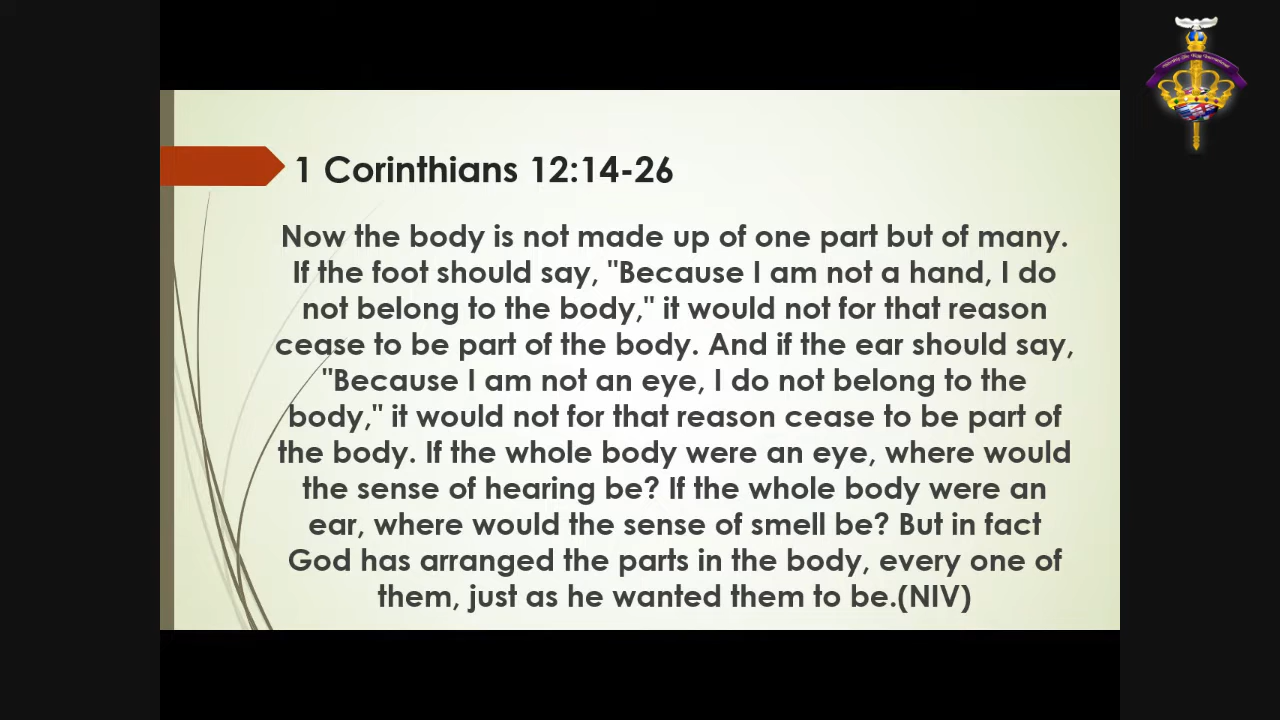 1 Corinthians 12:14-26
Now the body is not made up of one part but of many.
If the foot should say, "Because I am not a hand, I do
not belong to the body," it would not for that reason
cease to be part of the body. And if the ear should say,
"Because I am not an eye, I do not belong to the
body," it would not for that reason cease to be part of
the body. If the whole body were an eye, where would
the sense of hearing be? If the whole body were an
ear, where would the sense of smell be? But in fact
God has arranged the parts in the body, every one of
them, just as he wanted them to be.(NIV)